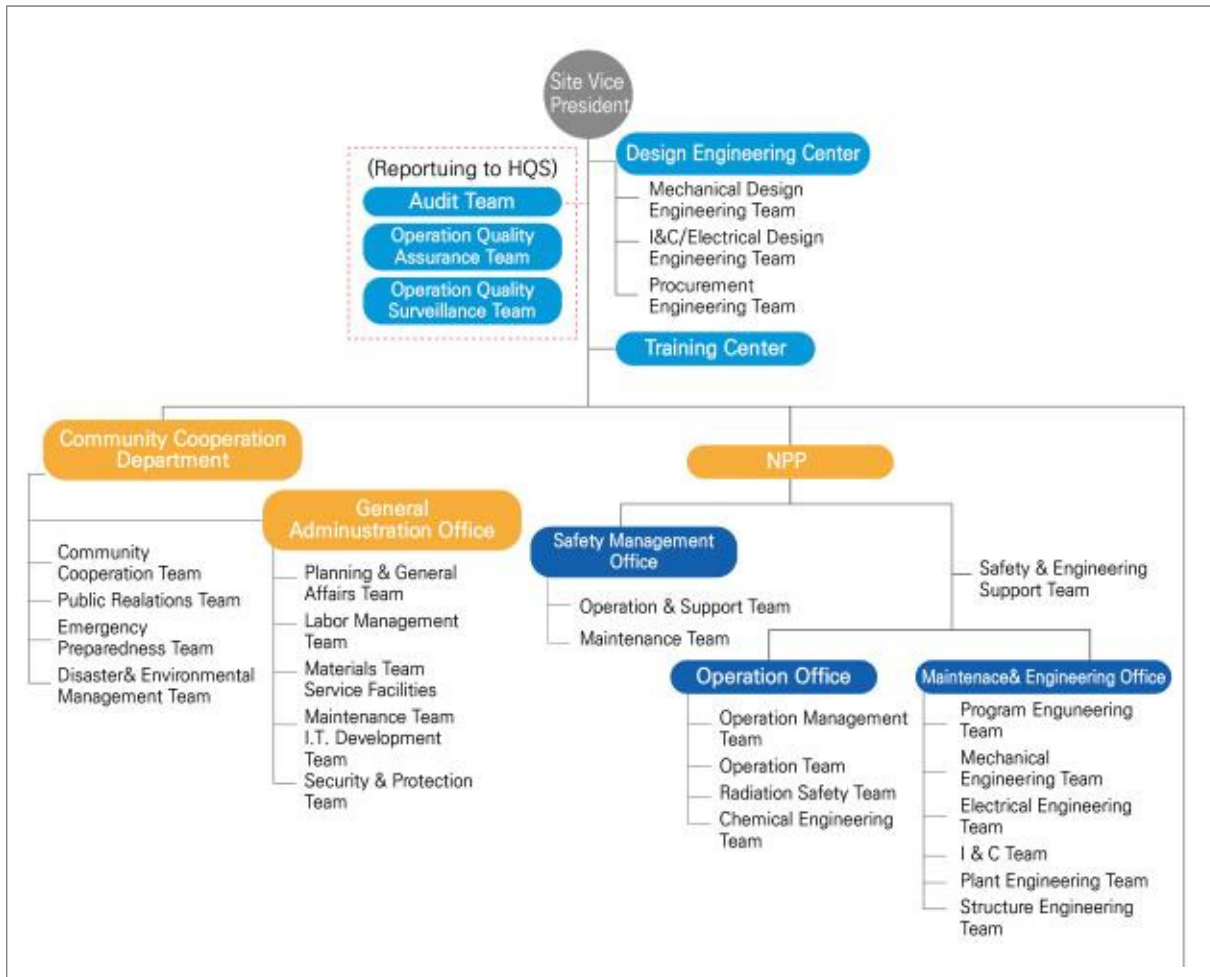 Site Vice
President
(Reportuing to HQS)
Audit Team
Operation Quality
Assurance Team
Operation Quality
Surveillance Team
Design Engineering Center
Mechanical Design
Engineering Team
I&C/Electrical Design
Engineering Team
Procurement
Engineering Team
Training Center
Community Cooperation
Department
Community
Cooperation Team
Public Realations Team
Emergency
Preparedness Team
Disaster& Environmental
Management Team
General
Adminustration Office
Planning & General
Affairs Team
Labor Management
Team
Materials Team
Service Facilities
Maintenance Team
I.T. Development
Team
Security & Protection
Team
NPP
Safety Management
Office
Operation & Support Team
Maintenance Team
Safety & Engineering
Support Team
Operation Office
Operation Management
Team
Operation Team
Radiation Safety Team
Chemical Engineering
Team
Maintenace& Engineering Office
Program Enguneering
Team
Mechanical
Engineering Team
Electrical Engineering
Team
I & C Team
Plant Engineering Team
Structure Engineering
Team